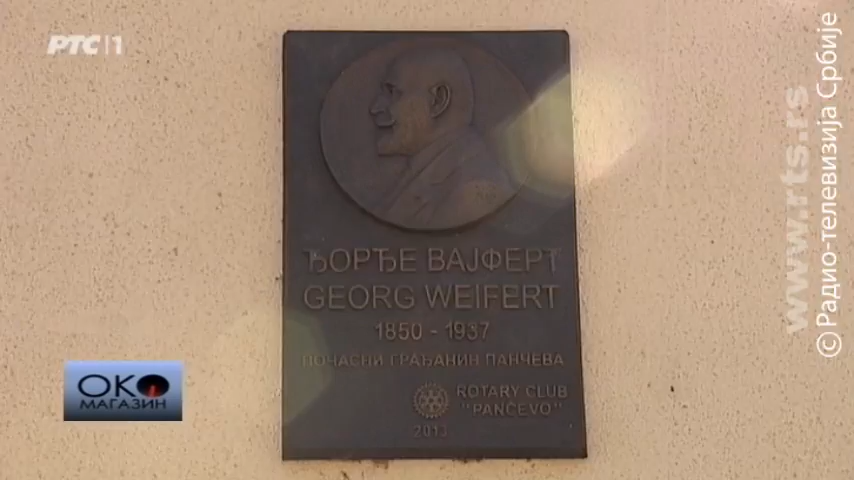 РТС|1
ЂОРЂЕ ВАЈФЕРТ
GEORG WEIFERT
1850 - 1937
ПОЧАСНИ ГРАЂАНИН ПАНЧЕВА
ROTARY CLUB
"PANČEVO"
2013
ОКО
МАГАЗИН
www.rts.rs
© Радио-телевизија Србије